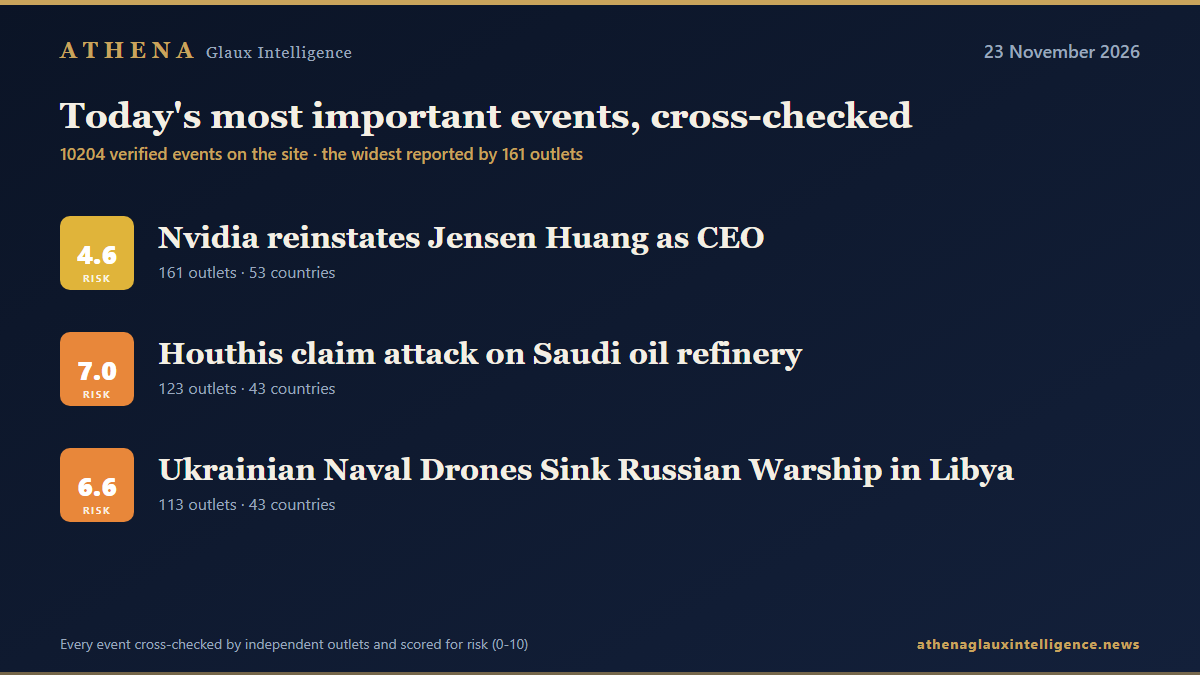 ATHENA Glaux Intelligence
23 November 2026
Today's most important events, cross-checked
10204 verified events on the site · the widest reported by 161 outlets
4.6
RISK
Nvidia reinstates Jensen Huang as CEO
161 outlets · 53 countries
7.0
RISK
Houthis claim attack on Saudi oil refinery
123 outlets · 43 countries
6.6
RISK
Ukrainian Naval Drones Sink Russian Warship in Libya
113 outlets · 43 countries
Every event cross-checked by independent outlets and scored for risk (0-10)
athenaglauxintelligence.news